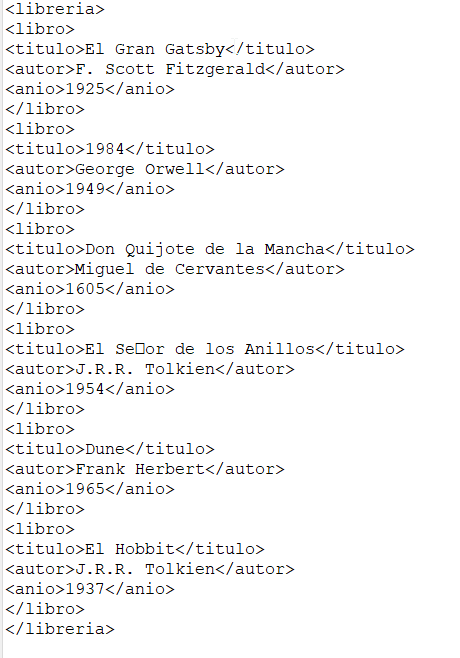 <libreria>
<libro>
<titulo>El Gran Gatsby</titulo>
<autor>F. Scott Fitzgerald</autor>
<anio>1925</anio>
</libro>
<libro>
<titulo>1984</titulo>
<autor>George Orwell</autor>
<anio>1949</anio>
</libro>
<libro>
<titulo>Don Quijote de la Mancha</titulo>
<autor>Miguel de Cervantes</autor>
<anio>1605</anio>
</libro>
<libro>
<titulo>El Se□or de los Anillos</titulo>
<autor>J.R.R. Tolkien</autor>
<anio>1954</anio>
</libro>
<libro>
<titulo>Dune</titulo>
<autor>Frank Herbert</autor>
<anio>1965</anio>
</libro>
<libro>
<titulo>El Hobbit</titulo>
<autor>J.R.R. Tolkien</autor>
<anio>1937</anio>
</libro>
</libreria>